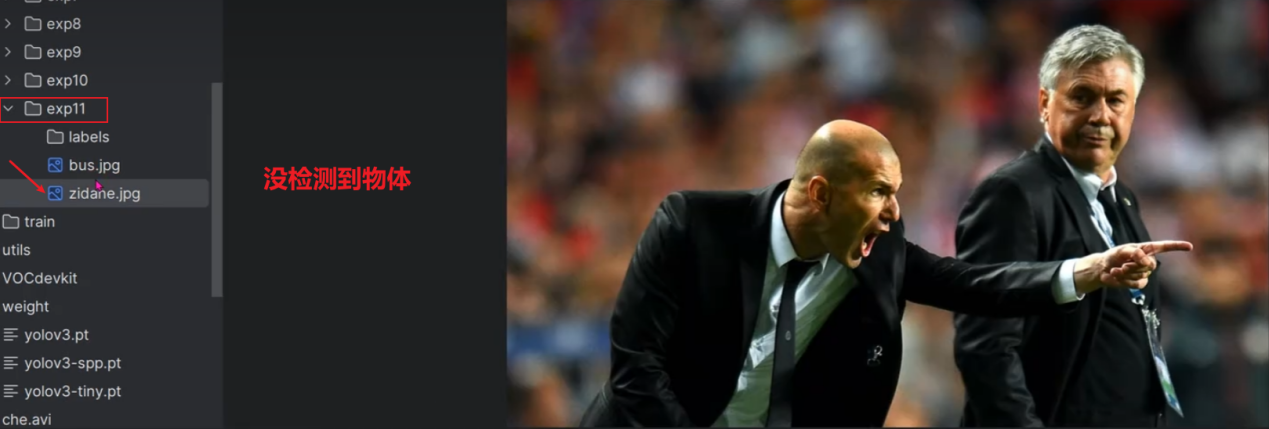 exp8
exp9
exp10
exp11
labels
bus.jpg
zidane.jpg
train
utils
VOCdevkit
weight
yolov3.pt
yolov3-spp.pt
yolov3-tiny.pt
che.avi
没检测到物体